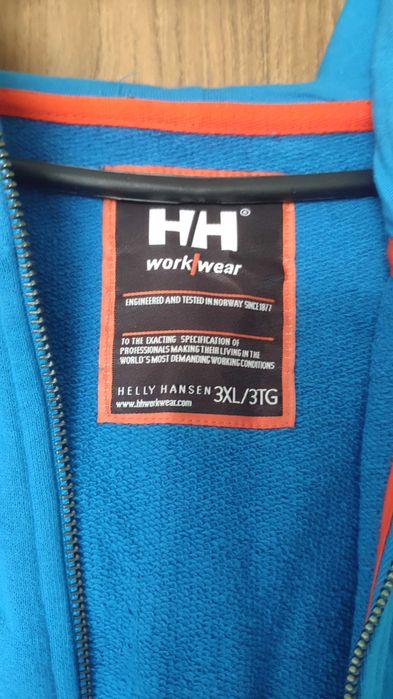 HH®
work/wear
ENGINEERED AND TESTED IN NORWAY SINCE 1877
TO THE EXACTING SPECIFICATION OF
PROFESSIONALS MAKING THEIR LIVING IN THE
WORLD'S MOST DEMANDING WORKING CONDITIONS
HELLY HANSEN 3XL/3TG
www.hhworkwear.com